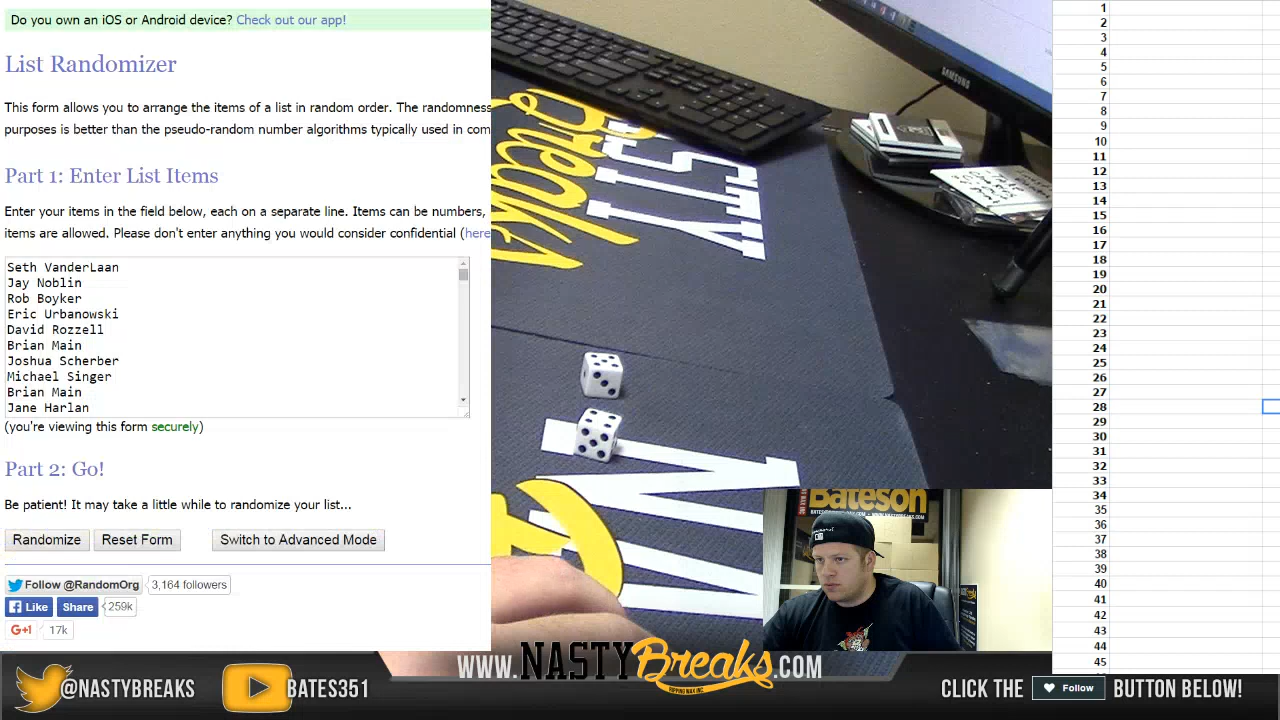 Do you own an iOS or Android device? Check out our app!
List Randomizer
This form allows you to arrange the items of a list in random order. The randomness
purposes is better than the pseudo-random number algorithms typically used in com
Part 1: Enter List Items
Enter your items in the field below, each on a separate line. Items can be numbers,
items are allowed. Please don't enter anything you would consider confidential (here
Seth VanderLaan
Jay Noblin
Rob Boyker
Eric Urbanowski
David Rozzell
Brian Main
Joshua Scherber
Michael Singer
Brian Main
Jane Harlan
(you're viewing this form securely)
Part 2: Go!
Be patient! It may take a little while to randomize your list...
Randomize
Reset Form
Switch to Advanced Mode
Follow @RandomOrg
3,164 followers
Like
Share
259k
G+1
17k
SAMSUNG
STY
Bateson
1
2
3
4
5
6
7
8
9
10
11
12
13
14
15
16
17
18
19
20
21
22
23
24
25
26
27
28
29
30
31
32
33
34
35
36
37
38
39
40
41
42
43
44
45
@NASTYBREAKS
BATES351
WWW.NASTYBreaks.COM
RIPPING WAX INC.
CLICK THE
Follow
BUTTON BELOW!